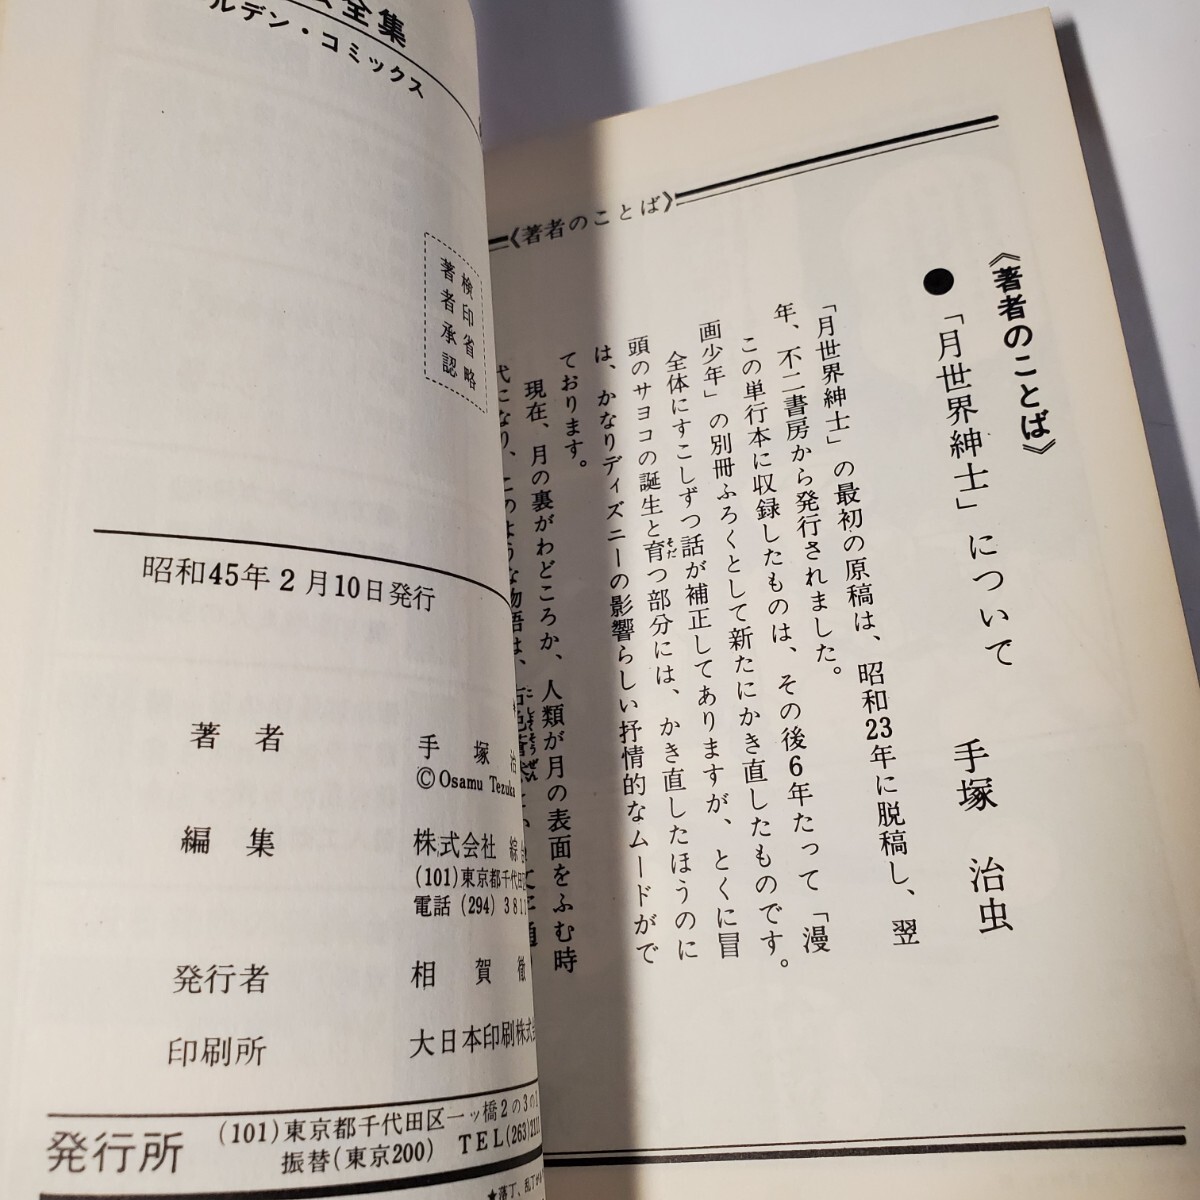 《著者のことば》
●「月世界紳士」について　手塚　治虫
「月世界紳士」の最初の原稿は、昭和23年に脱稿し、翌
年、不二書房から発行されました。
この単行本に収録したものは、その後6年たって「漫
画少年」の別冊ふろくとして新たにかき直したものです。
全体にすこしずつ話が補正してありますが、とくに冒
頭のサヨコの誕生と育つ部分には、かき直したほうのに
は、かなりディズニーの影響らしい抒情的なムードがで
ております。
現在、月の裏がわどころか、人類が月の表面をふむ時
代になり、このような物語は、
《著者のことば》
全集
ルデン・コミックス
検印省略
著者承認
昭和45年2月10日発行
著者　手塚治
©Osamu Tezuka
編集　株式会社 綜
(101)東京都千代田区
電話(294)381
発行者　相賀徹
印刷所　大日本印刷株式会
発行所
(101)東京都千代田区一ッ橋2の3の1
振替(東京200) TEL(263)211
★落丁、乱丁が